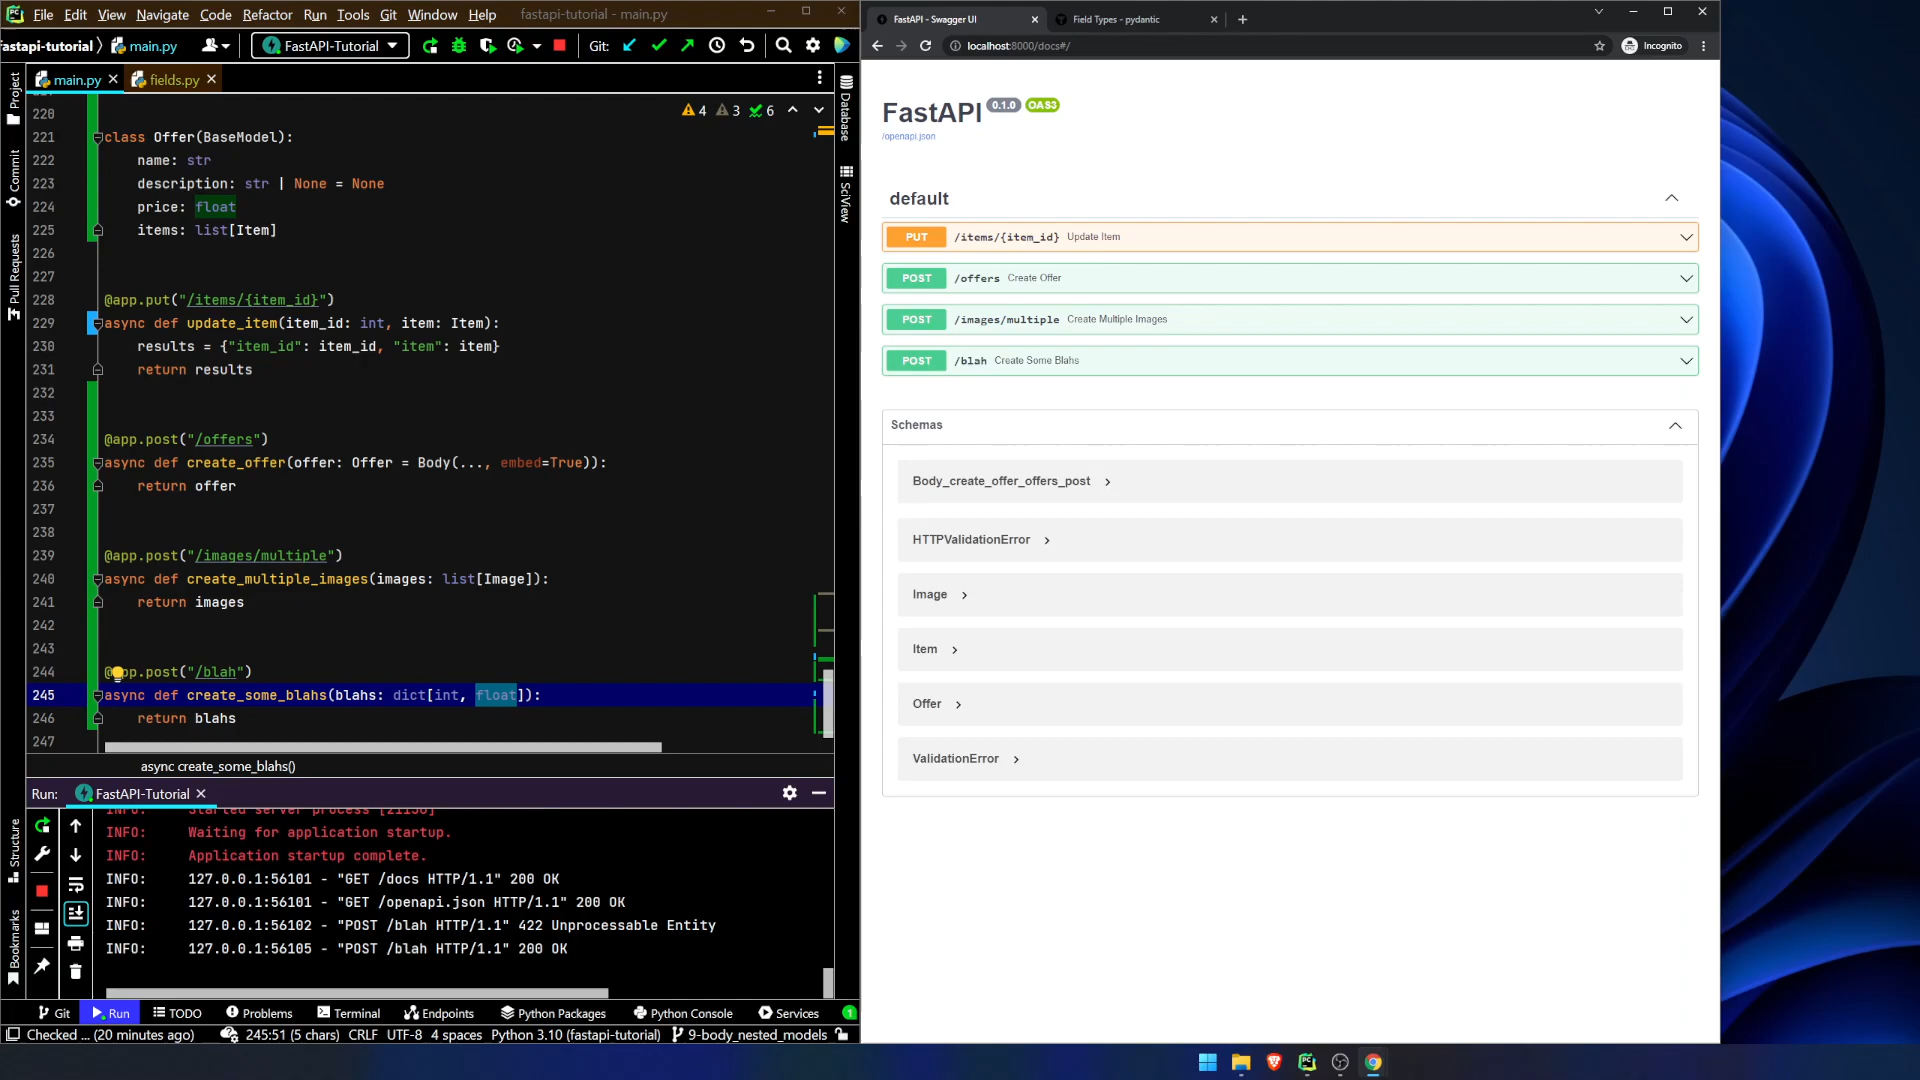 File Edit View Navigate Code Refactor Run Tools Git Window Help fastapi-tutorial - main.py
fastapi-tutorial main.py FastAPI-Tutorial Git:
main.py fields.py
4 3 6
220
221 class Offer(BaseModel):
222 name: str
223 description: str | None = None
224 price: float
225 items: list[Item]
226
227
228 @app.put("/items/{item_id}")
229 async def update_item(item_id: int, item: Item):
230 results = {"item_id": item_id, "item": item}
231 return results
232
233
234 @app.post("/offers")
235 async def create_offer(offer: Offer = Body(..., embed=True)):
236 return offer
237
238
239 @app.post("/images/multiple")
240 async def create_multiple_images(images: list[Image]):
241 return images
242
243
244 @app.post("/blah")
245 async def create_some_blahs(blahs: dict[int, float]):
246 return blahs
247
async create_some_blahs()
Project
Commit
Pull Requests
Structure
Bookmarks
Database
SciView
Run: FastAPI-Tutorial
INFO: Started server process [21156]
INFO: Waiting for application startup.
INFO: Application startup complete.
INFO: 127.0.0.1:56101 - "GET /docs HTTP/1.1" 200 OK
INFO: 127.0.0.1:56101 - "GET /openapi.json HTTP/1.1" 200 OK
INFO: 127.0.0.1:56102 - "POST /blah HTTP/1.1" 422 Unprocessable Entity
INFO: 127.0.0.1:56105 - "POST /blah HTTP/1.1" 200 OK
Git Run TODO Problems Terminal Endpoints Python Packages Python Console Services 1
Checked ... (20 minutes ago) 245:51 (5 chars) CRLF UTF-8 4 spaces Python 3.10 (fastapi-tutorial) 9-body_nested_models
FastAPI - Swagger UI Field Types - pydantic
localhost:8000/docs#/ Incognito
FastAPI 0.1.0 OAS3
/openapi.json
default
PUT /items/{item_id} Update Item
POST /offers Create Offer
POST /images/multiple Create Multiple Images
POST /blah Create Some Blahs
Schemas
Body_create_offer_offers_post
HTTPValidationError
Image
Item
Offer
ValidationError